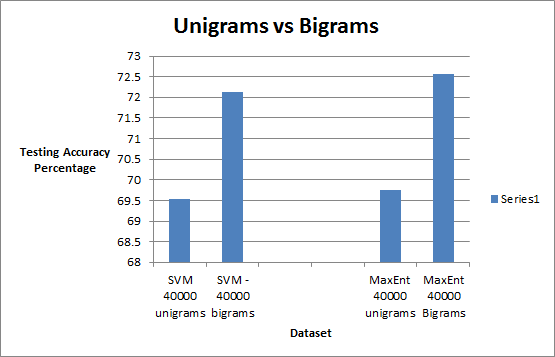 Unigrams vs Bigrams
Testing Accuracy
Percentage
73
72.5
72
71.5
71
70.5
70
69.5
69
68.5
68
SVM
40000
unigrams
SVM -
40000
bigrams
MaxEnt
40000
unigrams
MaxEnt
40000
Bigrams
Dataset
Series1